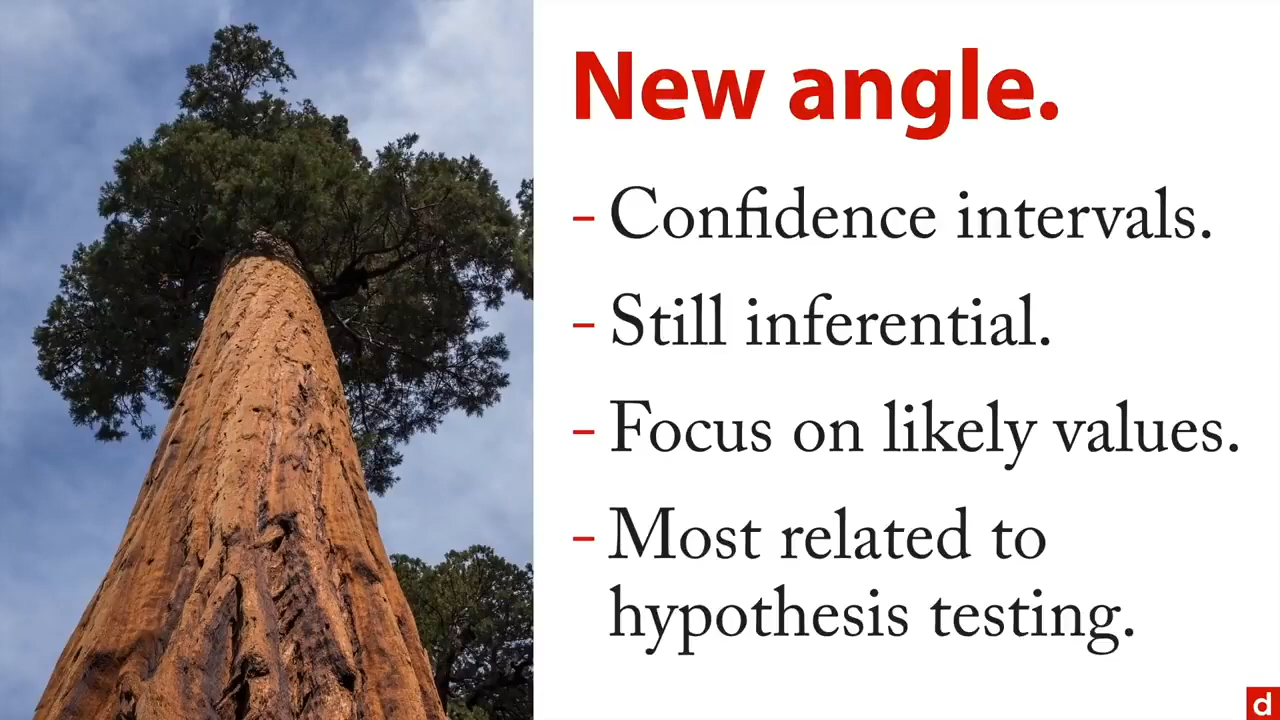 New angle.
– Confidence intervals.
– Still inferential.
– Focus on likely values.
– Most related to
hypothesis testing.
d